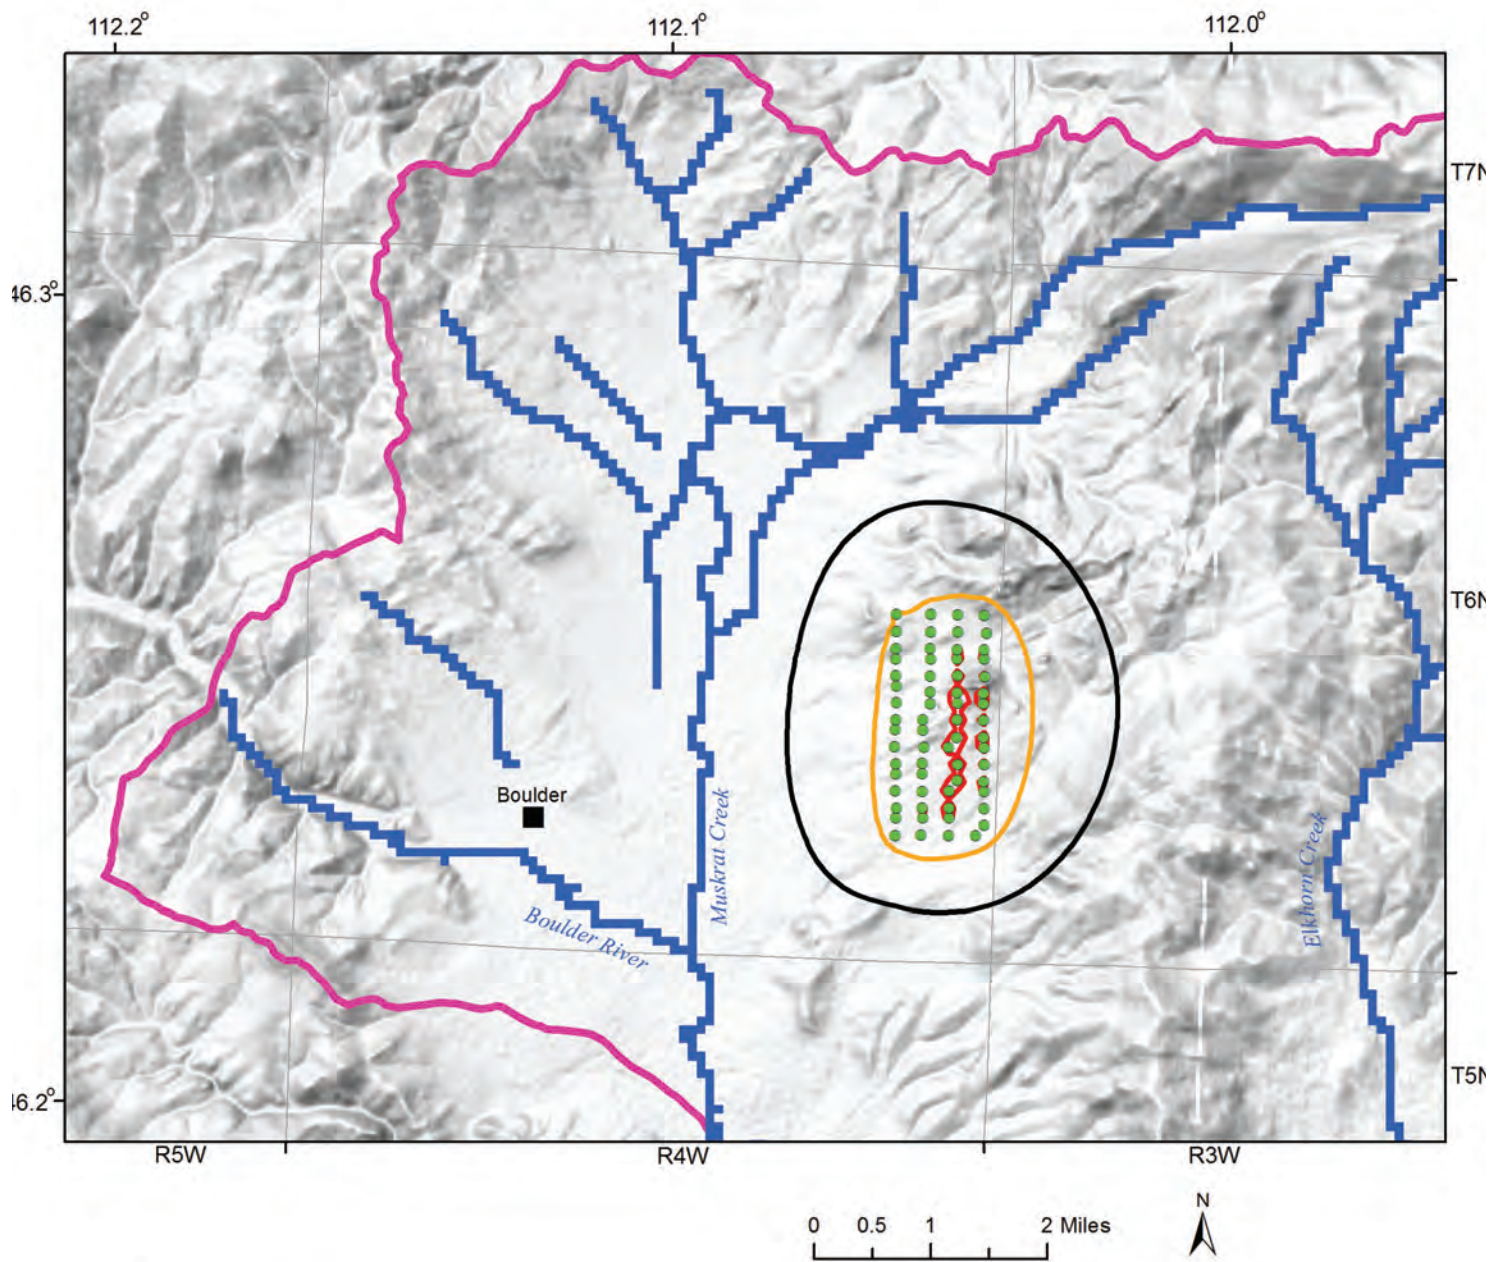 112.2°
112.1°
112.0°
T7N
46.3°
T6N
Boulder
Muskrat Creek
Elkhorn Creek
Boulder River
T5N
46.2°
R5W
R4W
R3W
N
0 0.5 1 2 Miles